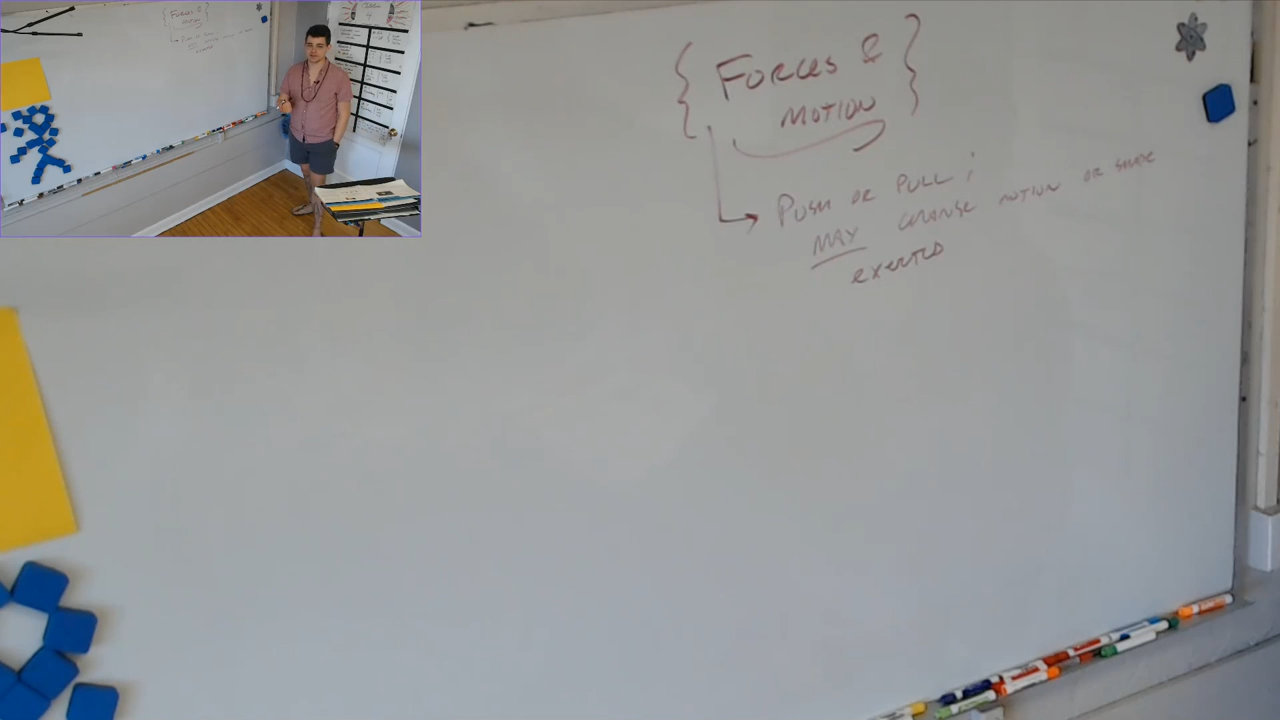 { Forces &
Motion }
Push or Pull ;
May change motion or shape
exerted